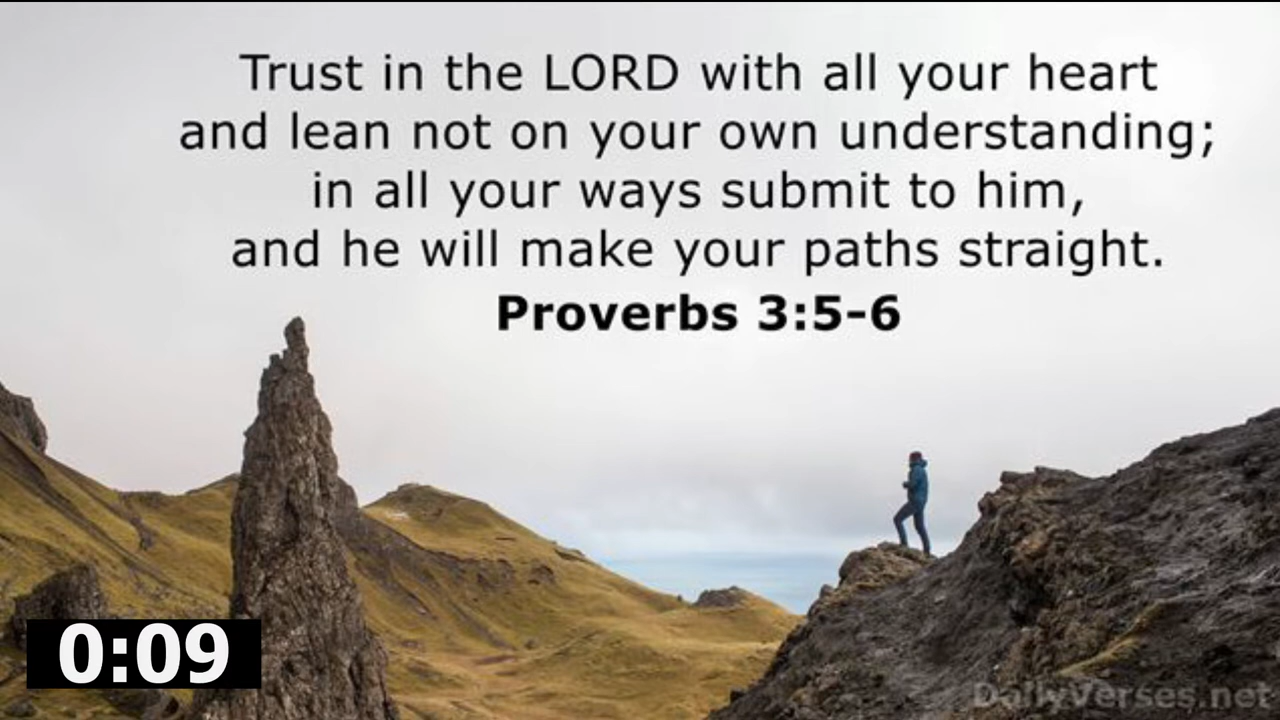 Trust in the LORD with all your heart
and lean not on your own understanding;
in all your ways submit to him,
and he will make your paths straight.
Proverbs 3:5-6
0:09
DailyVerses.net